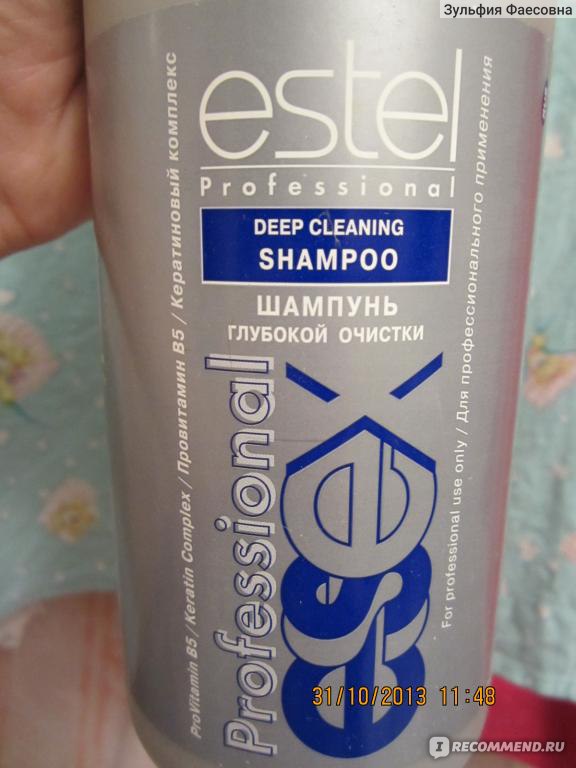 Зульфия Фаесовна
estel
Professional
DEEP CLEANING
SHAMPOO
ШАМПУНЬ
ГЛУБОКОЙ ОЧИСТКИ
Professional
essex
ProVitamin B5 / Keratin Complex / Провитамин B5 / Кератиновый комплекс
For professional use only / Для профессионального применения
31/10/2013 11:48
IRECOMMEND.RU